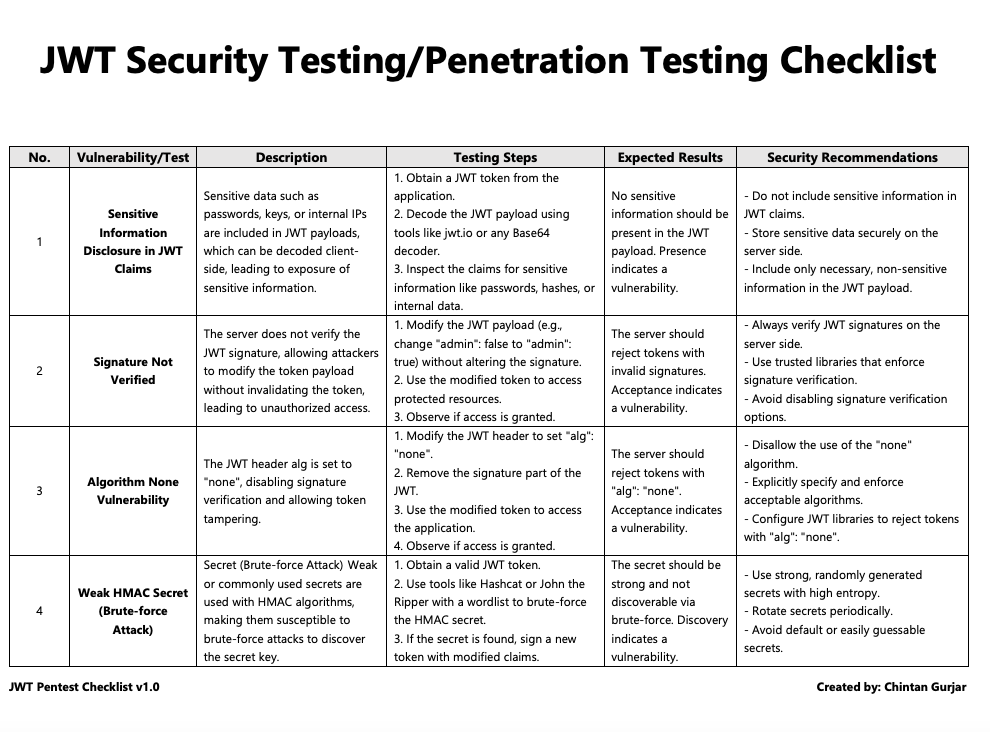 JWT Security Testing/Penetration Testing Checklist
No. Vulnerability/Test Description Testing Steps Expected Results Security Recommendations
1
Sensitive
Information
Disclosure in JWT
Claims
Sensitive data such as
passwords, keys, or internal IPs
are included in JWT payloads,
which can be decoded client-
side, leading to exposure of
sensitive information.
1. Obtain a JWT token from the
application.
2. Decode the JWT payload using
tools like jwt.io or any Base64
decoder.
3. Inspect the claims for sensitive
information like passwords, hashes, or
internal data.
No sensitive
information should be
present in the JWT
payload. Presence
indicates a
vulnerability.
- Do not include sensitive information in
JWT claims.
- Store sensitive data securely on the
server side.
- Include only necessary, non-sensitive
information in the JWT payload.
2
Signature Not
Verified
The server does not verify the
JWT signature, allowing attackers
to modify the token payload
without invalidating the token,
leading to unauthorized access.
1. Modify the JWT payload (e.g.,
change "admin": false to "admin":
true) without altering the signature.
2. Use the modified token to access
protected resources.
3. Observe if access is granted.
The server should
reject tokens with
invalid signatures.
Acceptance indicates
a vulnerability.
- Always verify JWT signatures on the
server side.
- Use trusted libraries that enforce
signature verification.
- Avoid disabling signature verification
options.
3
Algorithm None
Vulnerability
The JWT header alg is set to
"none", disabling signature
verification and allowing token
tampering.
1. Modify the JWT header to set "alg":
"none".
2. Remove the signature part of the
JWT.
3. Use the modified token to access
the application.
4. Observe if access is granted.
The server should
reject tokens with
"alg": "none".
Acceptance indicates
a vulnerability.
- Disallow the use of the "none"
algorithm.
- Explicitly specify and enforce
acceptable algorithms.
- Configure JWT libraries to reject tokens
with "alg": "none".
4
Weak HMAC Secret
(Brute-force
Attack)
Secret (Brute-force Attack) Weak
or commonly used secrets are
used with HMAC algorithms,
making them susceptible to
brute-force attacks to discover
the secret key.
1. Obtain a valid JWT token.
2. Use tools like Hashcat or John the
Ripper with a wordlist to brute-force
the HMAC secret.
3. If the secret is found, sign a new
token with modified claims.
The secret should be
strong and not
discoverable via
brute-force. Discovery
indicates a
vulnerability.
- Use strong, randomly generated
secrets with high entropy.
- Rotate secrets periodically.
- Avoid default or easily guessable
secrets.
JWT Pentest Checklist v1.0
Created by: Chintan Gurjar